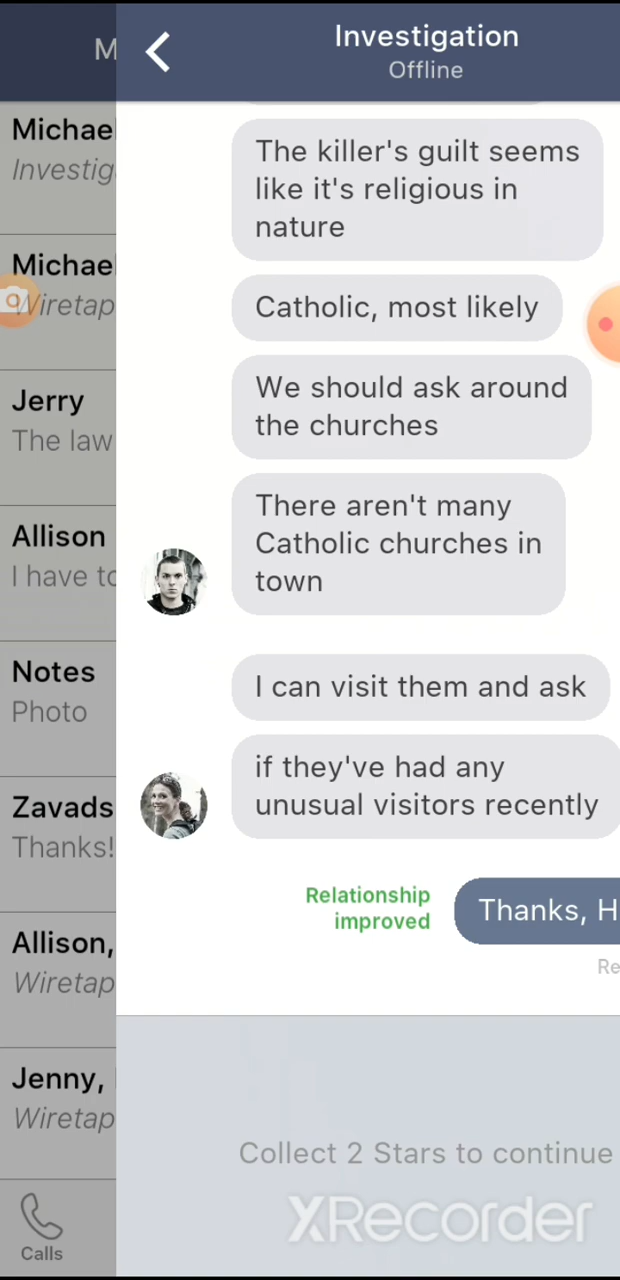 M
Investigation
Offline
Michael
Investig
Michael
Wiretap
Jerry
The law
Allison
I have to
Notes
Photo
Zavads
Thanks!
Allison,
Wiretap
Jenny,
Wiretap
Calls
The killer's guilt seems
like it's religious in
nature
Catholic, most likely
We should ask around
the churches
There aren't many
Catholic churches in
town
I can visit them and ask
if they've had any
unusual visitors recently
Relationship
improved
Thanks, H
Re
Collect 2 Stars to continue
XRecorder